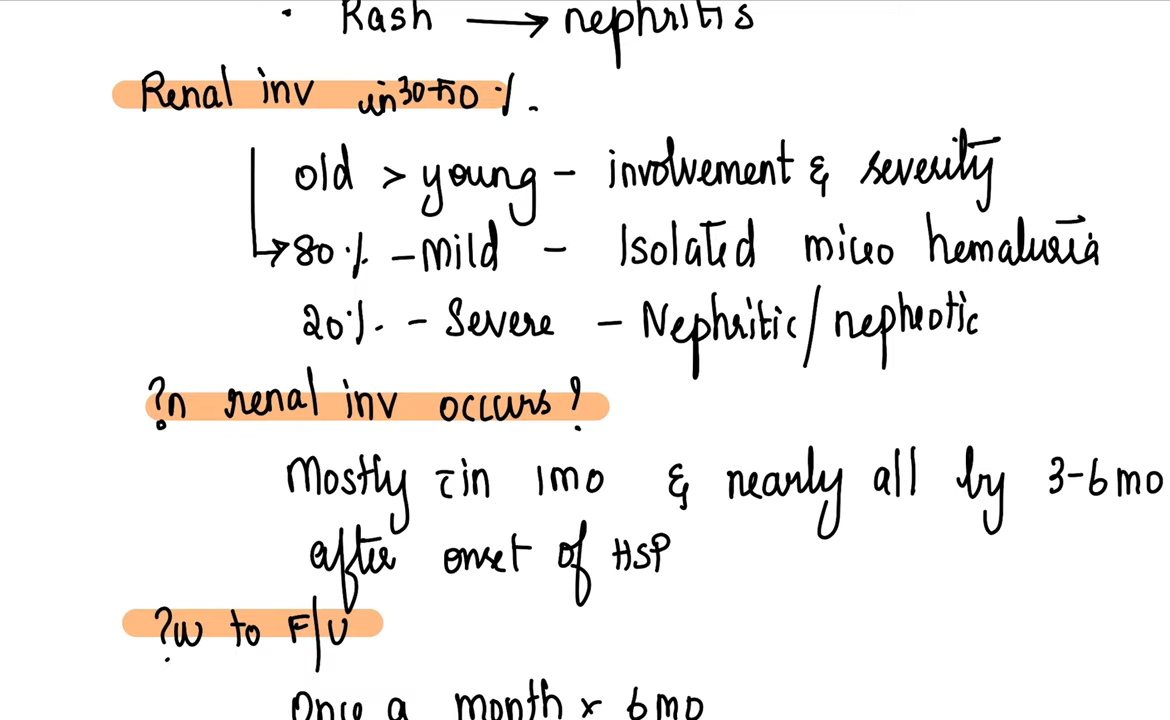 • Rash → nephritis
Renal inv in 30-50 %.
old > young - involvement & severity
→ 80 % - Mild - Isolated micro hematuria
20 %. - Severe - Nephritic/nephrotic
?n renal inv occurs?
Mostly in 1mo & nearly all by 3-6 mo
after onset of HSP
?w to F/U
Once a month x 6mo